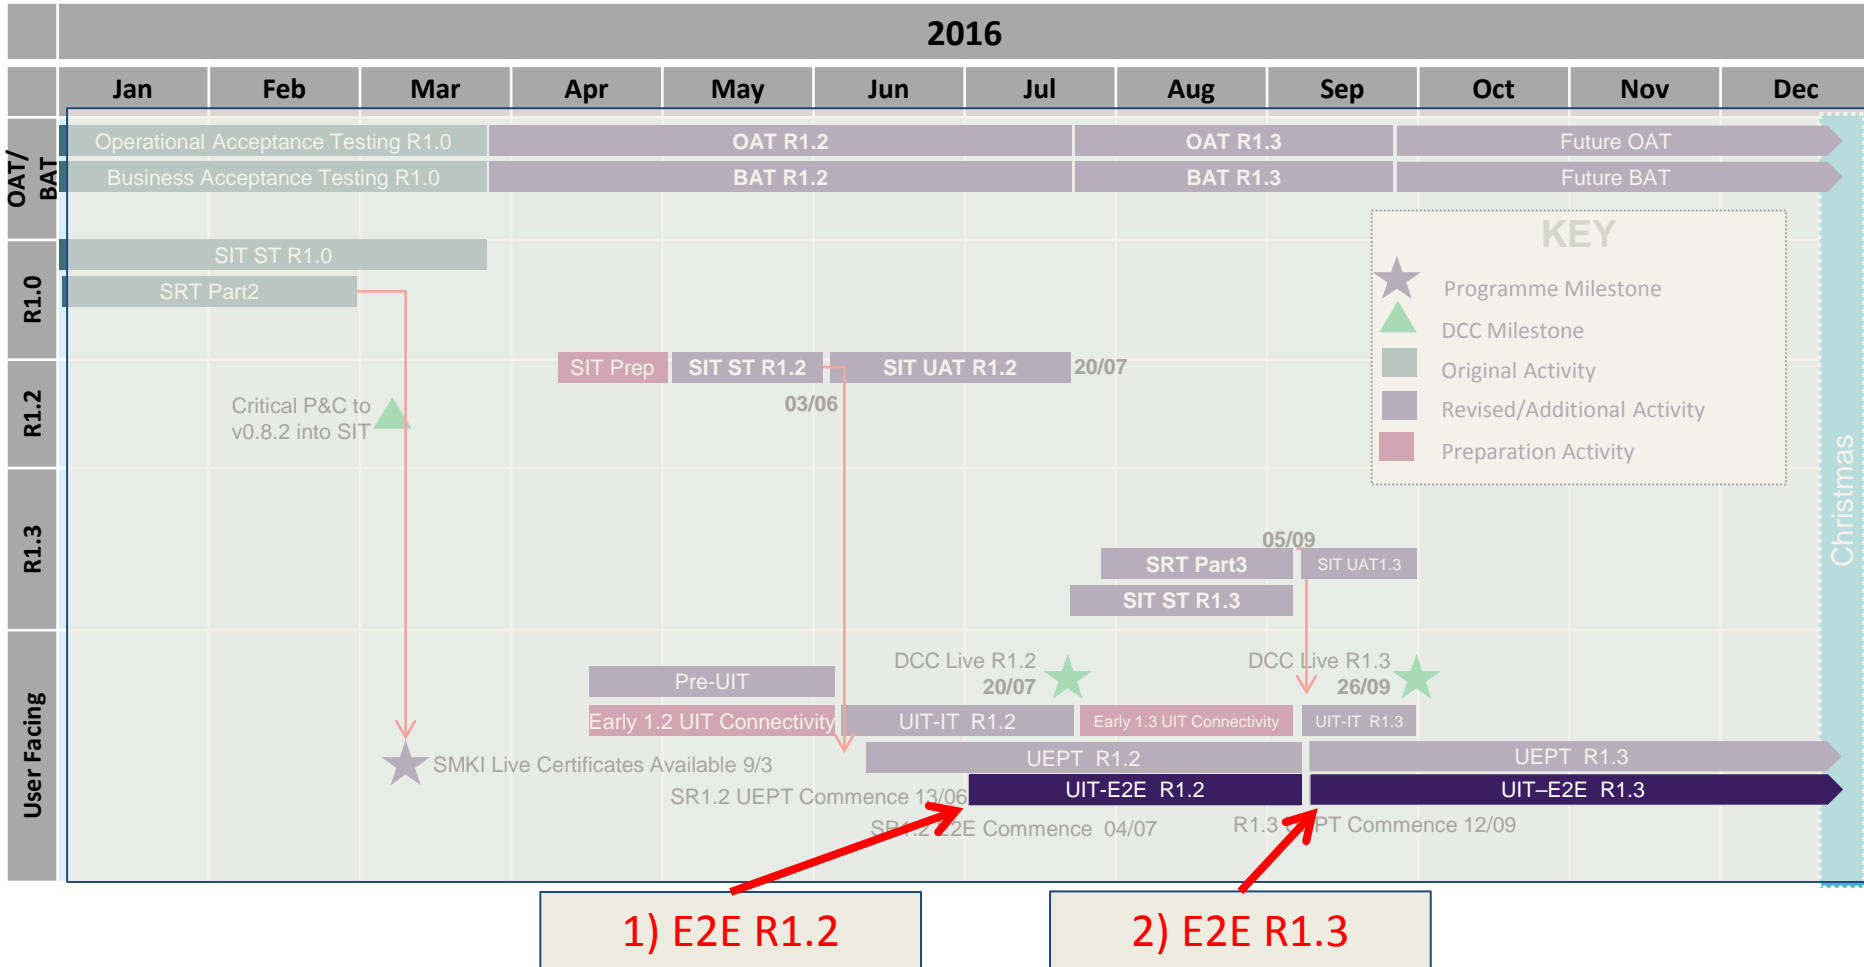 2016
Jan Feb Mar Apr May Jun Jul Aug Sep Oct Nov Dec
OAT/
BAT
Operational Acceptance Testing R1.0 OAT R1.2 OAT R1.3 Future OAT
Business Acceptance Testing R1.0 BAT R1.2 BAT R1.3 Future BAT
R1.0
SIT ST R1.0
SRT Part2
KEY
Programme Milestone
DCC Milestone
Original Activity
Revised/Additional Activity
Preparation Activity
Christmas
R1.2
SIT Prep SIT ST R1.2 SIT UAT R1.2 20/07
03/06
Critical P&C to
v0.8.2 into SIT
R1.3
05/09
SRT Part3 SIT UAT1.3
SIT ST R1.3
User Facing
DCC Live R1.2
20/07
DCC Live R1.3
26/09
Pre-UIT
Early 1.2 UIT Connectivity UIT-IT R1.2 Early 1.3 UIT Connectivity UIT-IT R1.3
SMKI Live Certificates Available 9/3
UEPT R1.2 UEPT R1.3
UIT-E2E R1.2 UIT–E2E R1.3
SR1.2 UEPT Commence 13/06
SR1.2 E2E Commence 04/07
R1.3 UEPT Commence 12/09
1) E2E R1.2
2) E2E R1.3